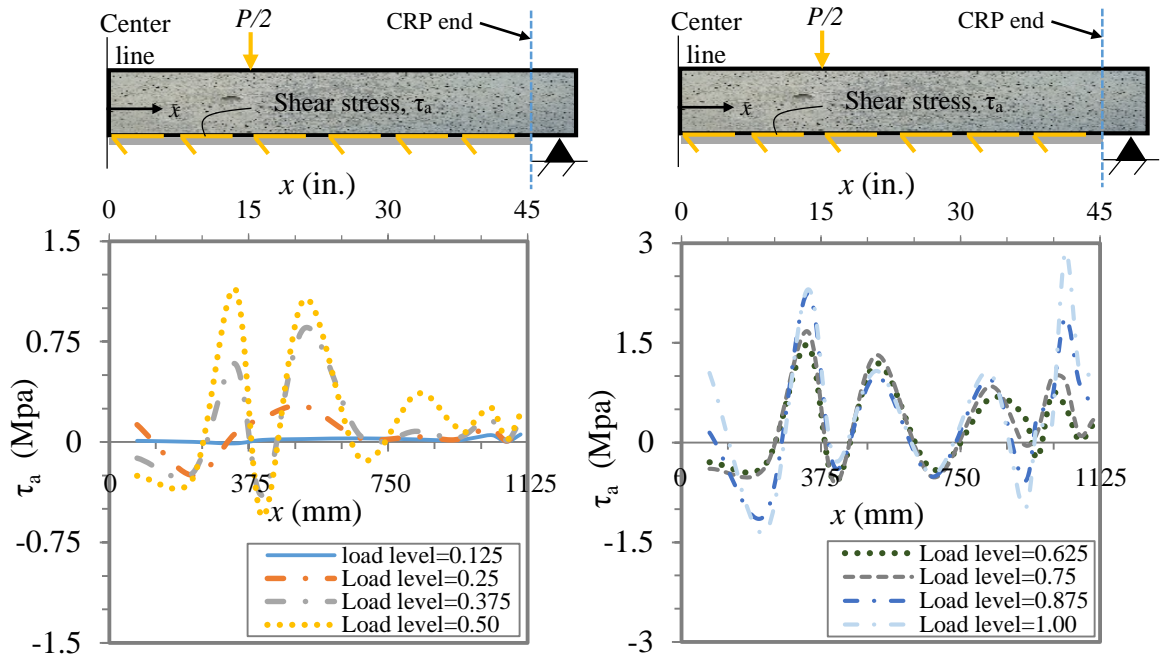 Center
line
P/2
CRP end
x̄
Shear stress, τa
x (in.)
0 15 30 45
1.5
0.75
0
-0.75
-1.5
τa (Mpa)
0 375 750 1125
x (mm)
load level=0.125
Load level=0.25
Load level=0.375
Load level=0.50
Center
line
P/2
CRP end
x̄
Shear stress, τa
x (in.)
0 15 30 45
3
1.5
0
-1.5
-3
τa (Mpa)
0 375 750 1125
x (mm)
Load level=0.625
Load level=0.75
Load level=0.875
Load level=1.00